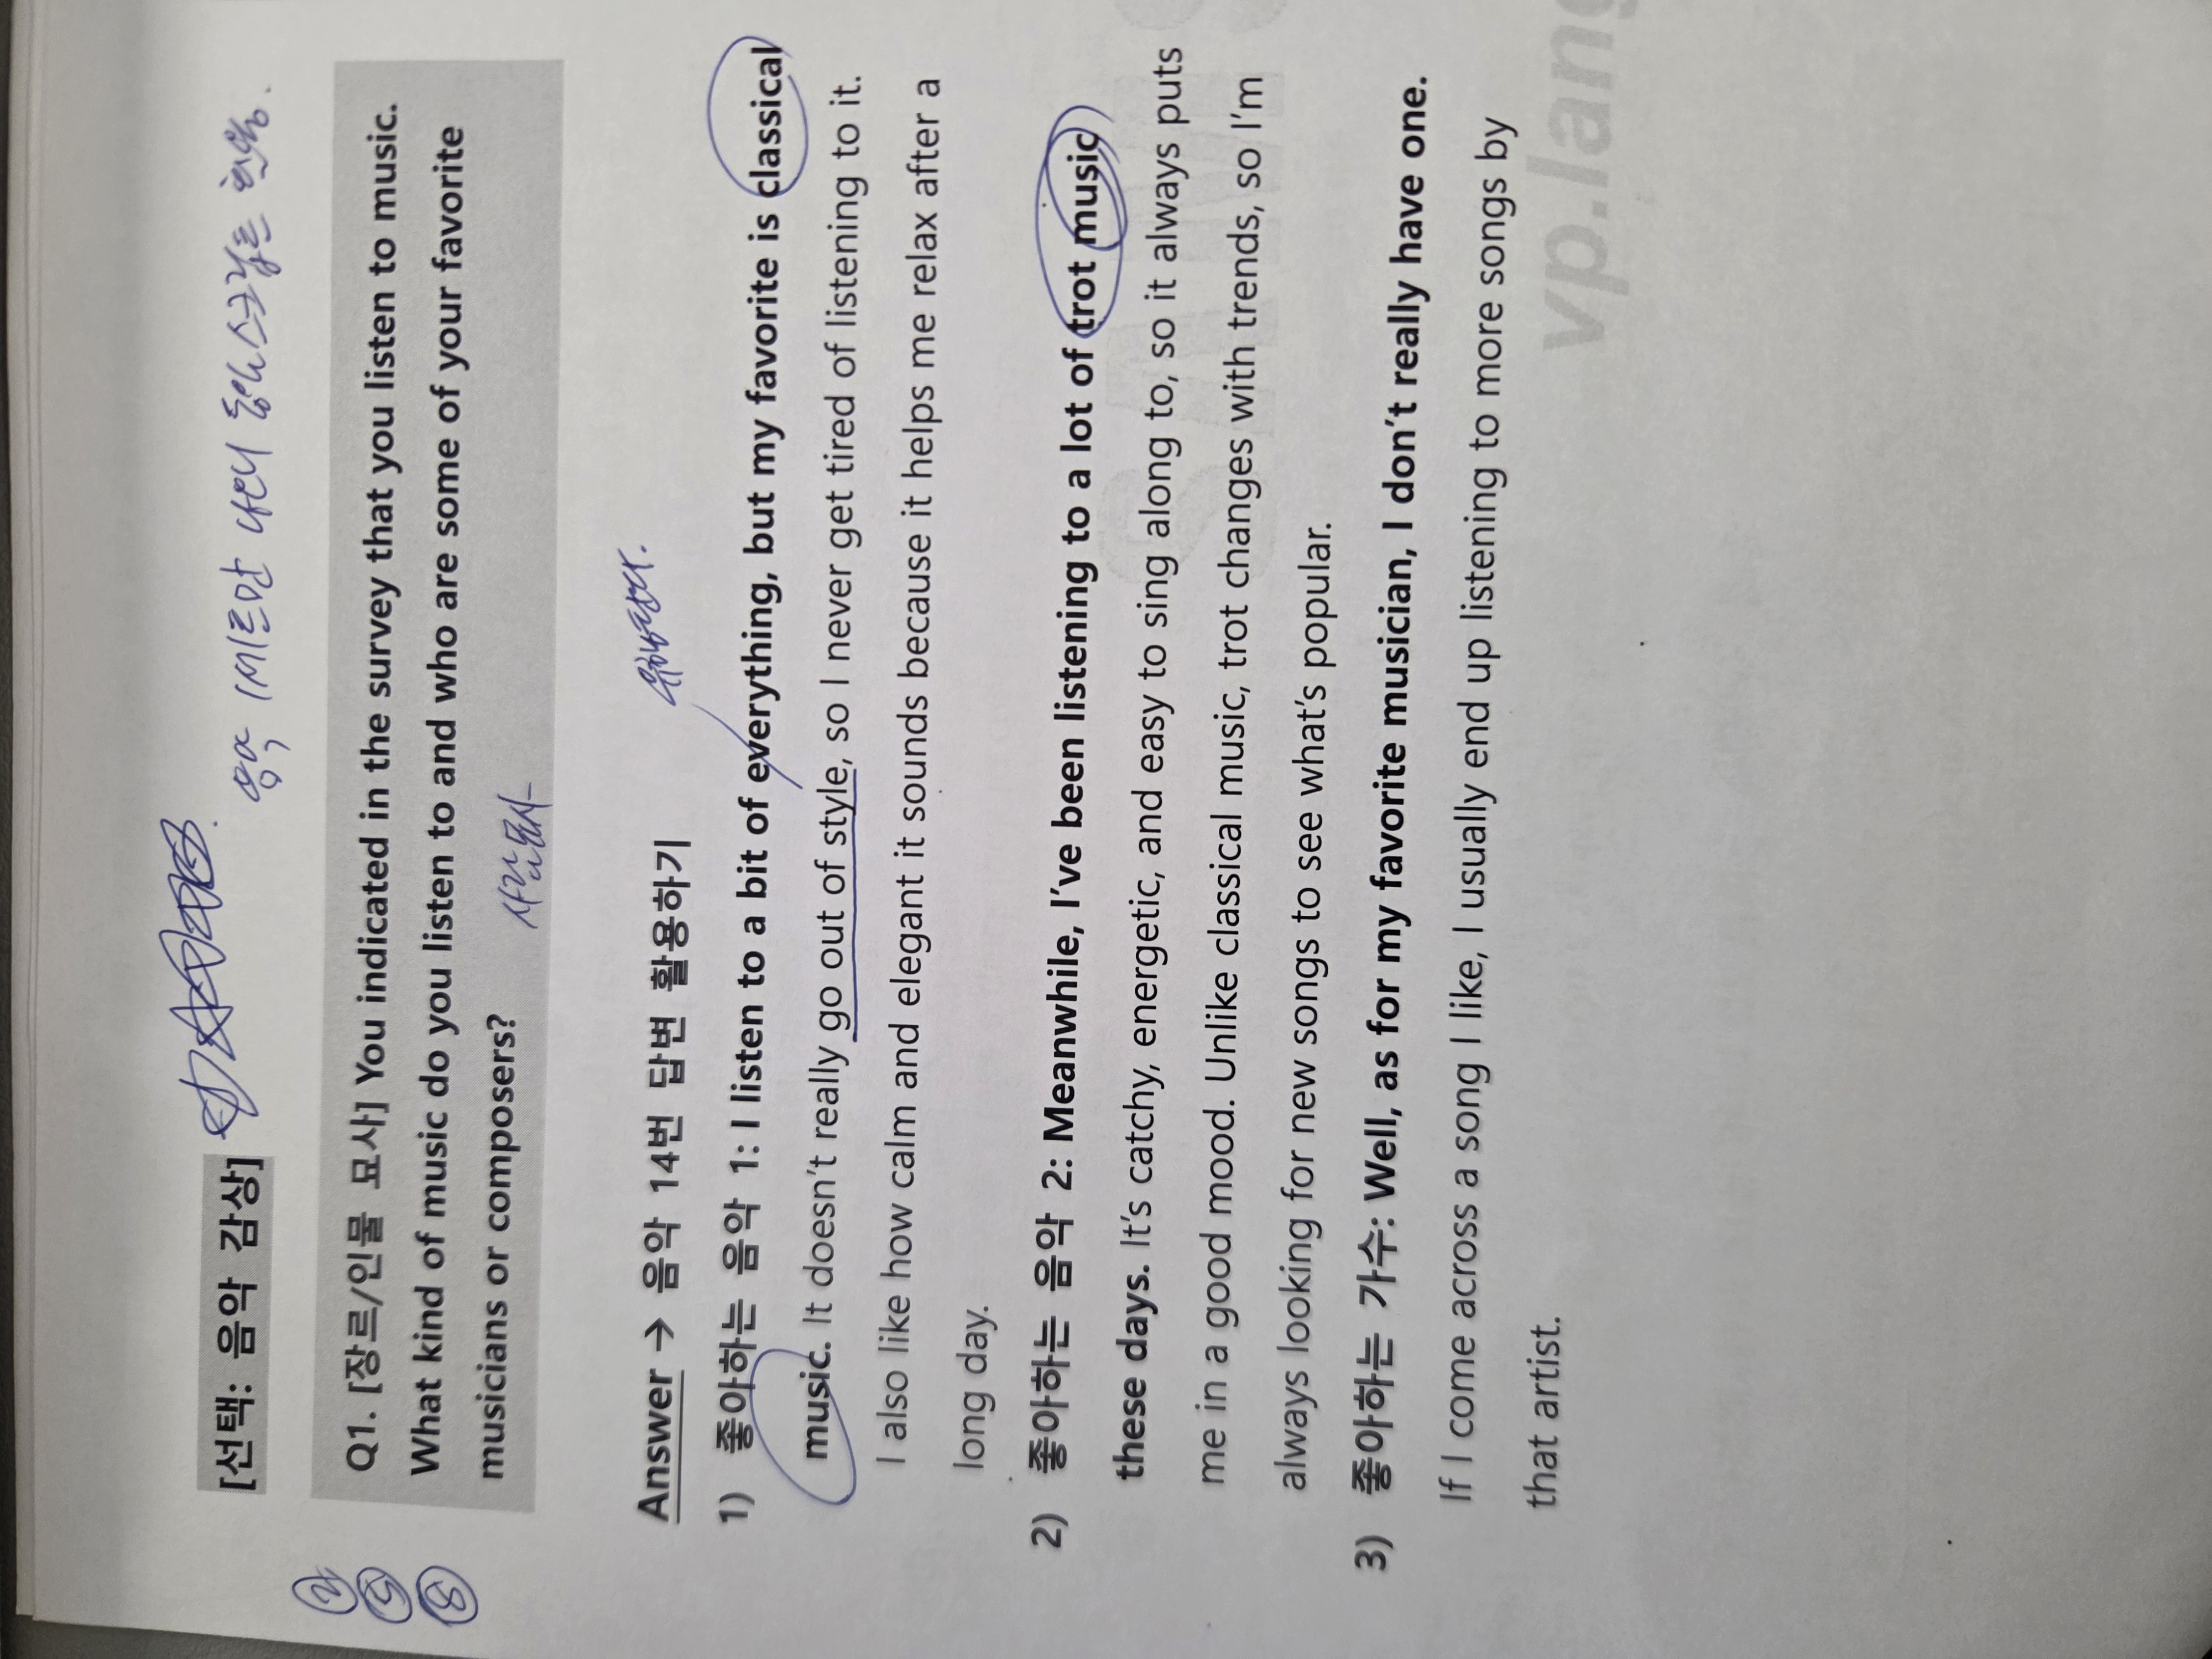 [선택: 음악 감상]
음악 1세트만 나오니 동일 스크립트 활용.
②
⑤
⑧
Q1. [장르/인물 묘사] You indicated in the survey that you listen to music.
What kind of music do you listen to and who are some of your favorite
musicians or composers?
사람묘사
Answer → 음악 14번 답변 활용하기
유행탄다.
1) 좋아하는 음악 1: I listen to a bit of everything, but my favorite is classical
music. It doesn't really go out of style, so I never get tired of listening to it.
I also like how calm and elegant it sounds because it helps me relax after a
long day.
2) 좋아하는 음악 2: Meanwhile, I've been listening to a lot of trot music
these days. It's catchy, energetic, and easy to sing along to, so it always puts
me in a good mood. Unlike classical music, trot changes with trends, so I'm
always looking for new songs to see what's popular.
3) 좋아하는 가수: Well, as for my favorite musician, I don't really have one.
If I come across a song I like, I usually end up listening to more songs by
that artist.
vp.lang